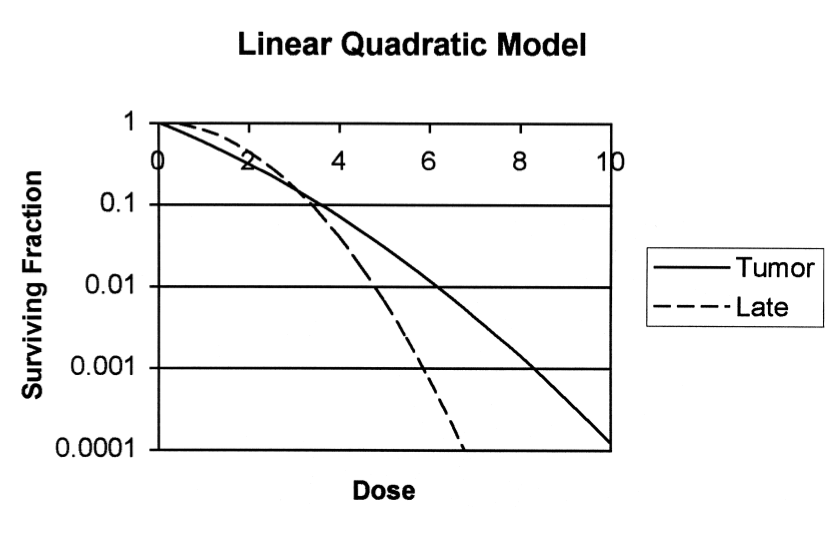 Linear Quadratic Model
Surviving Fraction
1
0.1
0.01
0.001
0.0001
0 2 4 6 8 10
Dose
Tumor
Late